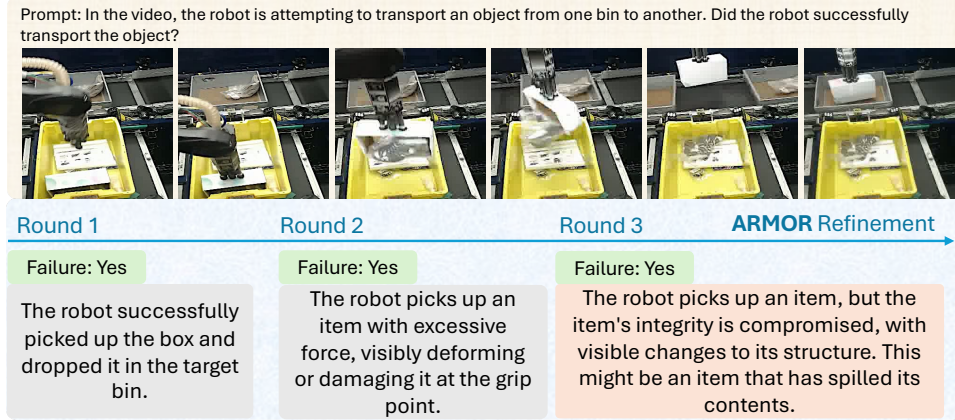 Prompt: In the video, the robot is attempting to transport an object from one bin to another. Did the robot successfully
transport the object?
Round 1
Round 2
Round 3
ARMOR Refinement
Failure: Yes
Failure: Yes
Failure: Yes
The robot successfully
picked up the box and
dropped it in the target
bin.
The robot picks up an
item with excessive
force, visibly deforming
or damaging it at the grip
point.
The robot picks up an item, but the
item's integrity is compromised, with
visible changes to its structure. This
might be an item that has spilled its
contents.